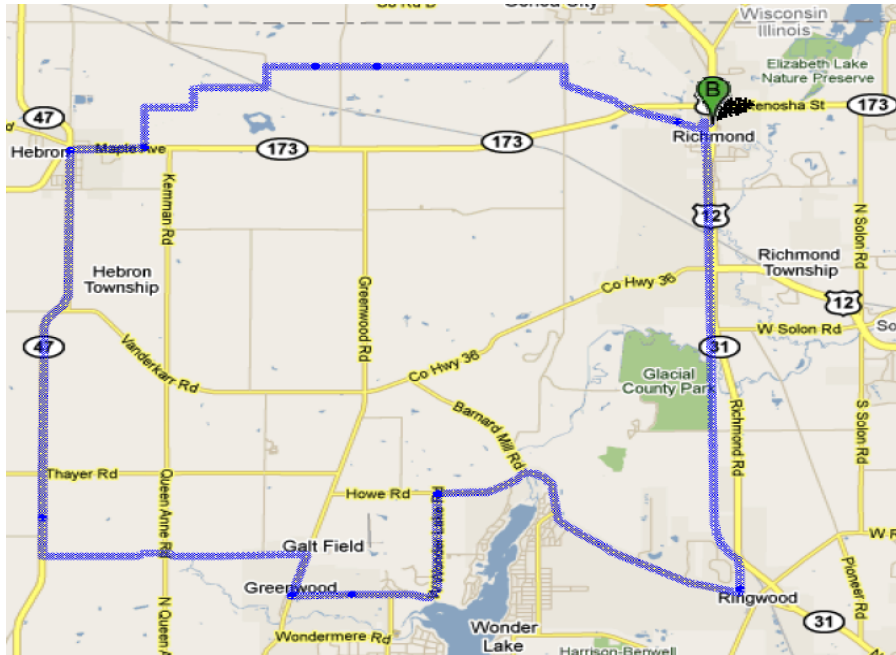 Wisconsin
Illinois
Elizabeth Lake
Nature Preserve
47
B
173
Hebron
Maple Ave
173
173
Richmond
Kemman Rd
12
N Solon Rd
Hebron
Township
Richmond
Township
Greenwood Rd
Co Hwy 36
12
W Solon Rd
47
Vanderkarr Rd
Co Hwy 36
31
Glacial
County Park
Barnard Mill Rd
Richmond Rd
S Solon Rd
Thayer Rd
Queen Anne Rd
Howe Rd
Galt Field
Greenwood
Ringwood
Pioneer Rd
31
Wonder
Lake
Wondermere Rd
Harrison-Benwell